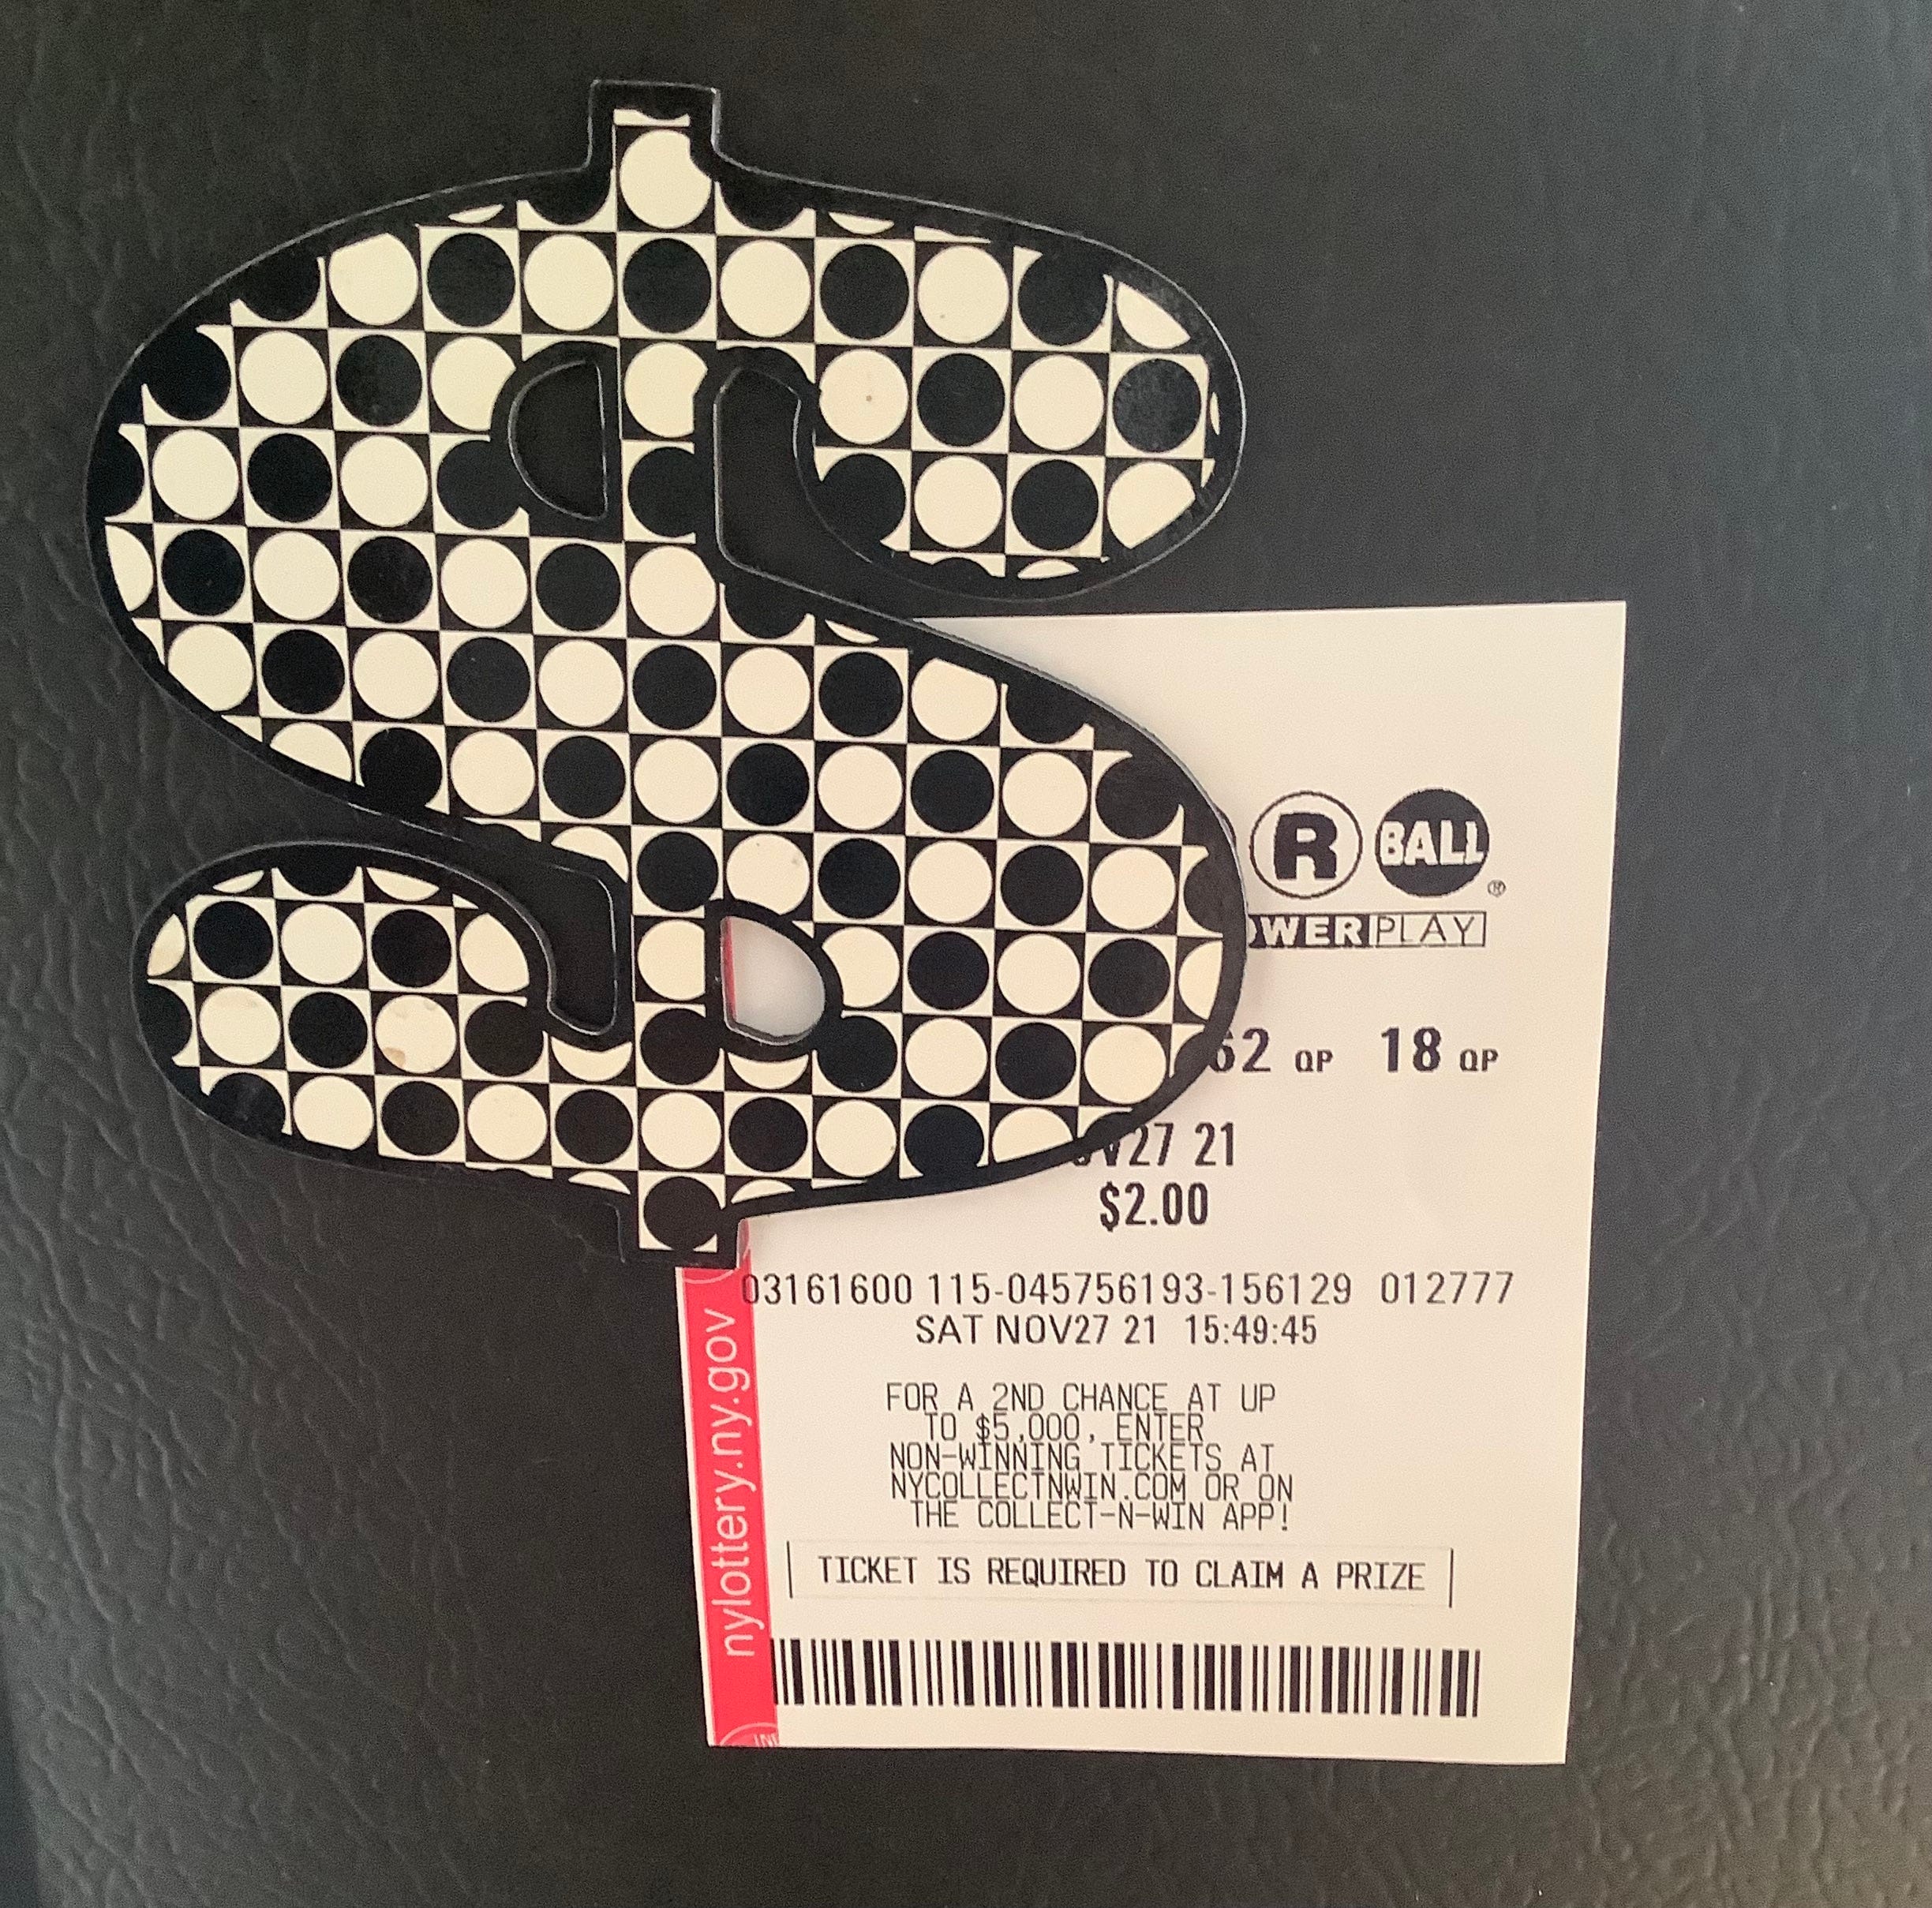 R BALL®
OWERPLAY
62 QP 18 QP
V27 21
$2.00
03161600 115-045756193-156129 012777
SAT NOV27 21 15:49:45
FOR A 2ND CHANCE AT UP
TO $5,000, ENTER
NON-WINNING TICKETS AT
NYCOLLECTNWIN.COM OR ON
THE COLLECT-N-WIN APP!
TICKET IS REQUIRED TO CLAIM A PRIZE
nylottery.ny.gov